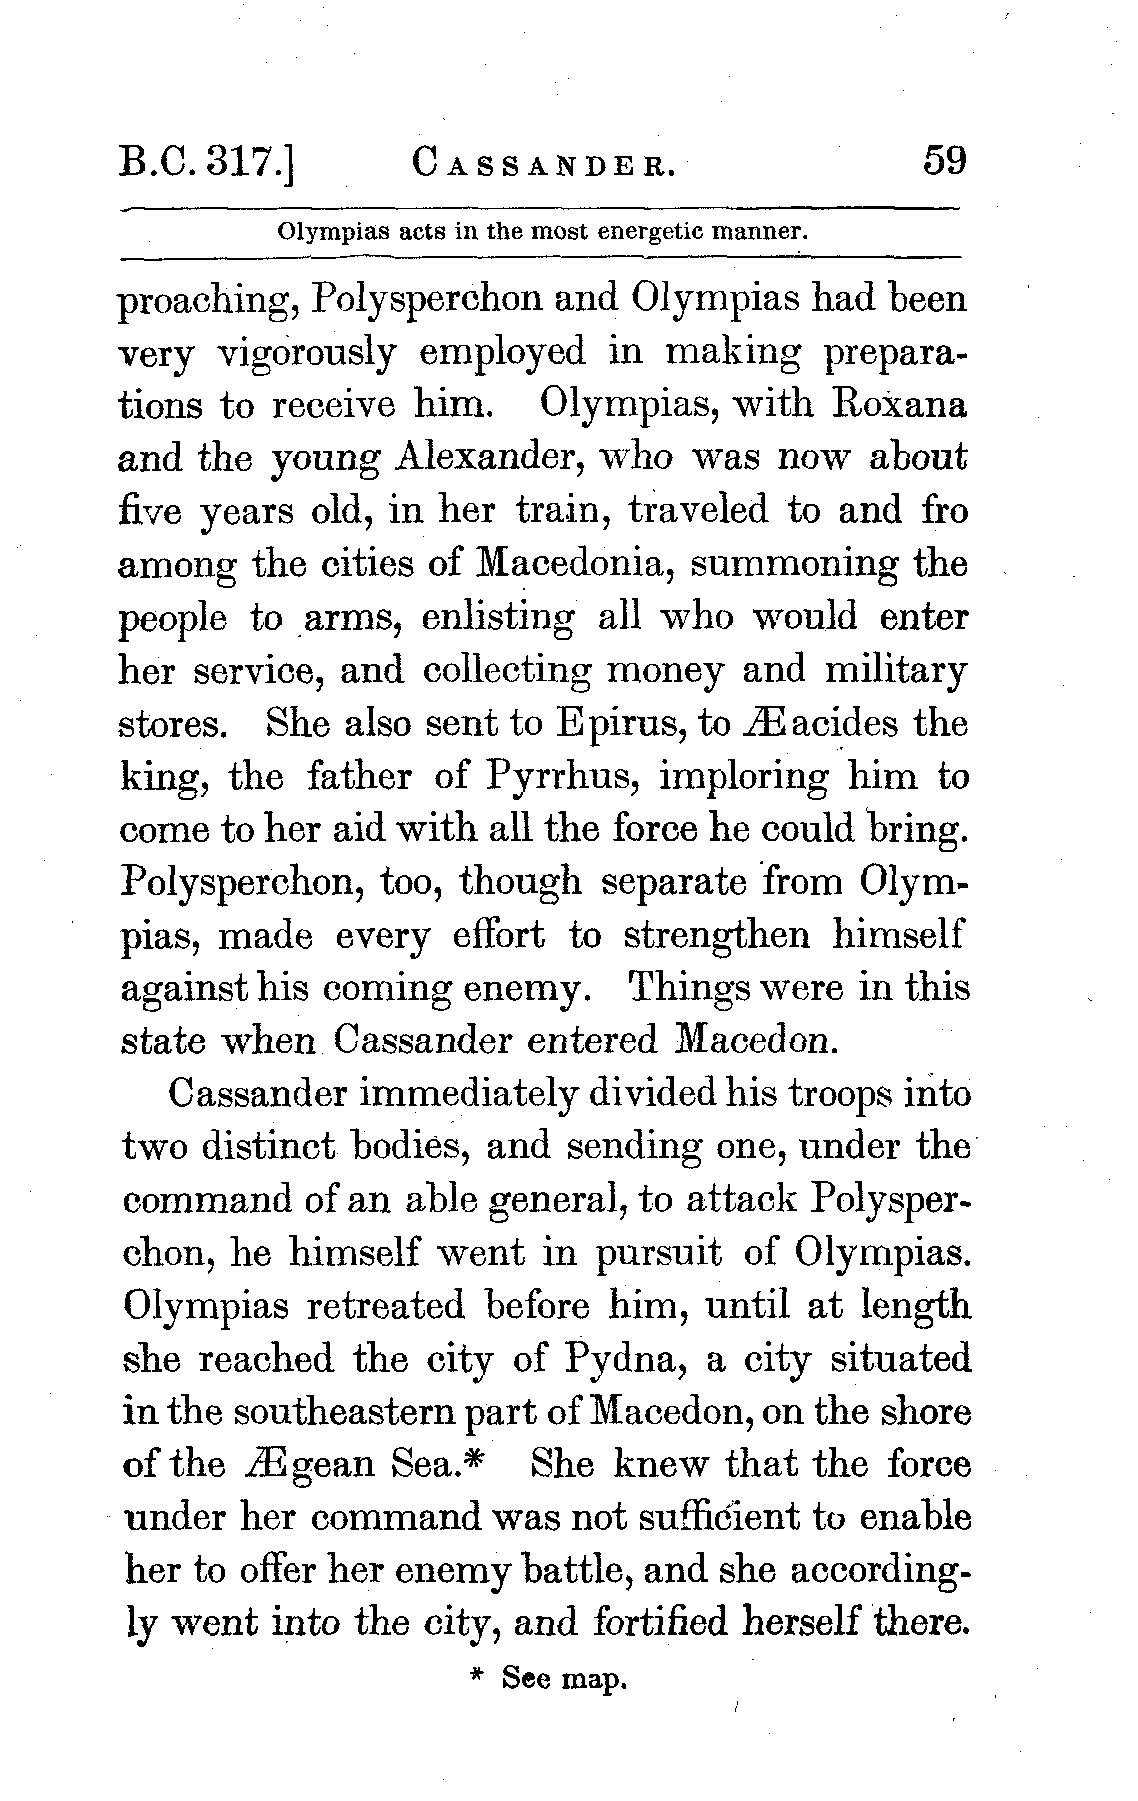 B.C. 317.] CASSANDER. 59
Olympias acts in the most energetic manner.
proaching, Polysperchon and Olympias had been
very vigorously employed in making prepara-
tions to receive him. Olympias, with Roxana
and the young Alexander, who was now about
five years old, in her train, traveled to and fro
among the cities of Macedonia, summoning the
people to arms, enlisting all who would enter
her service, and collecting money and military
stores. She also sent to Epirus, to Æacides the
king, the father of Pyrrhus, imploring him to
come to her aid with all the force he could bring.
Polysperchon, too, though separate from Olym-
pias, made every effort to strengthen himself
against his coming enemy. Things were in this
state when Cassander entered Macedon.
Cassander immediately divided his troops into
two distinct bodies, and sending one, under the
command of an able general, to attack Polysper-
chon, he himself went in pursuit of Olympias.
Olympias retreated before him, until at length
she reached the city of Pydna, a city situated
in the southeastern part of Macedon, on the shore
of the Ægean Sea.* She knew that the force
under her command was not sufficient to enable
her to offer her enemy battle, and she according-
ly went into the city, and fortified herself there.
* See map.